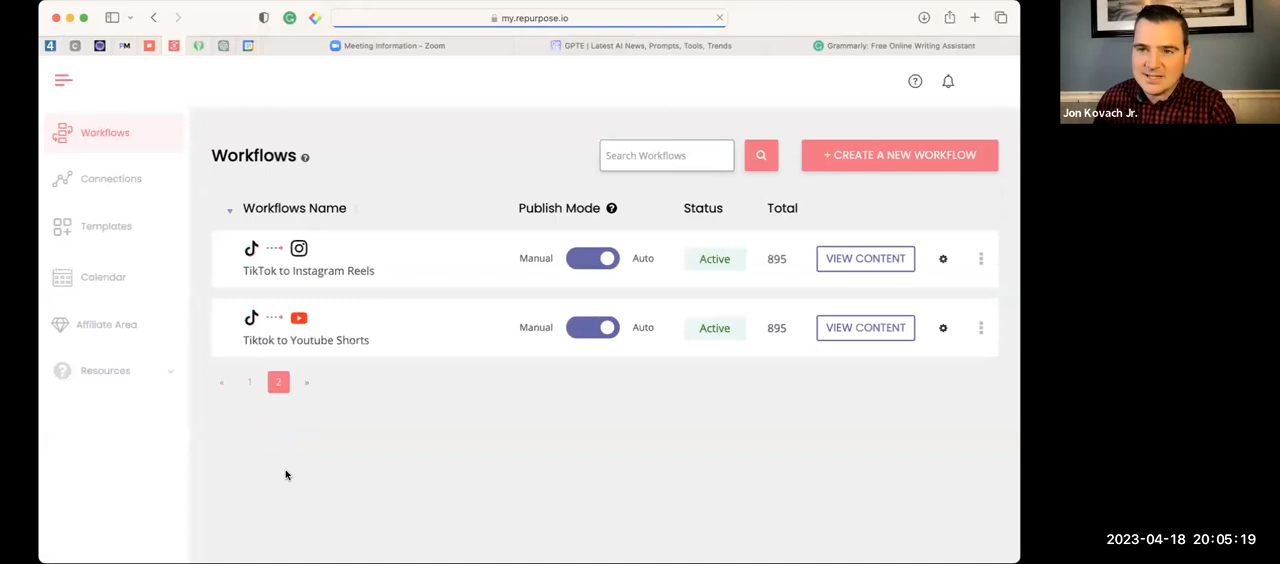 my.repurpose.io
4 C PM
Meeting Information - Zoom
GPTE | Latest AI News, Prompts, Tools, Trends
Grammarly: Free Online Writing Assistant
Jon Kovach Jr.
Workflows
Connections
Templates
Calendar
Affiliate Area
Resources
Workflows
Search Workflows
+ CREATE A NEW WORKFLOW
Workflows Name Publish Mode Status Total
TikTok to Instagram Reels Manual Auto Active 895 VIEW CONTENT
Tiktok to Youtube Shorts Manual Auto Active 895 VIEW CONTENT
« 1 2 »
2023-04-18 20:05:19